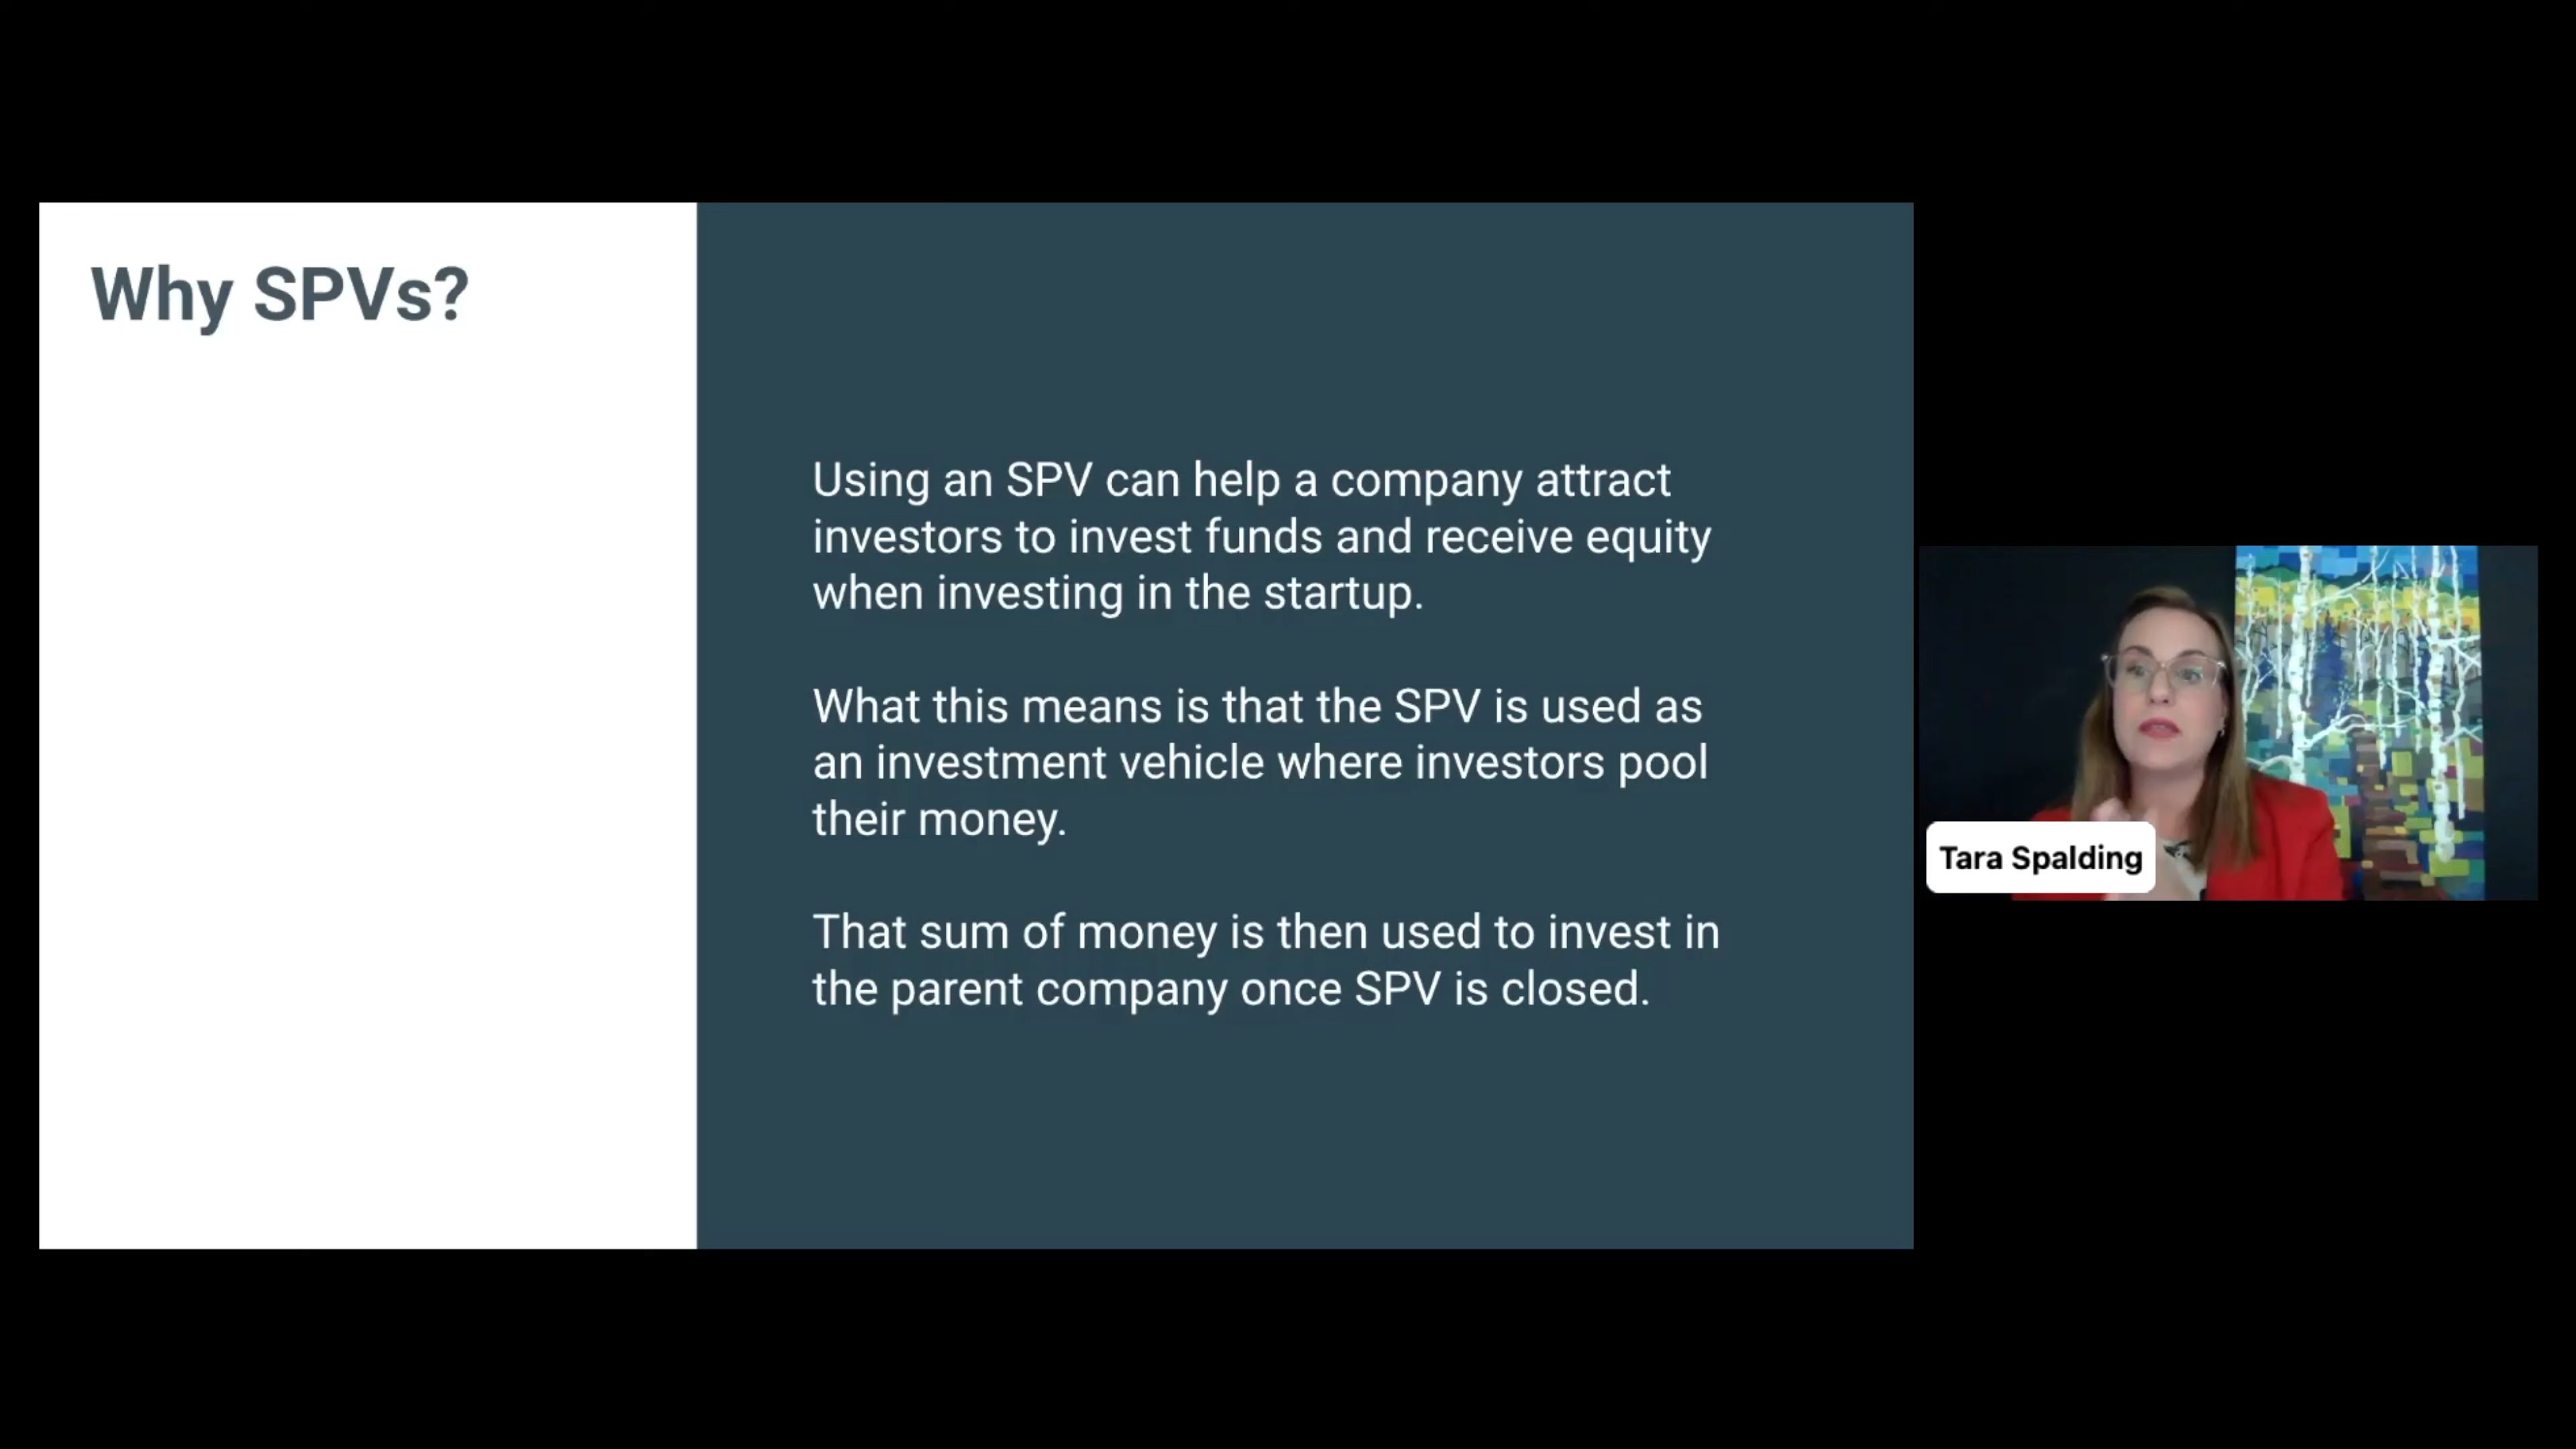 Why SPVs?
Using an SPV can help a company attract
investors to invest funds and receive equity
when investing in the startup.
What this means is that the SPV is used as
an investment vehicle where investors pool
their money.
That sum of money is then used to invest in
the parent company once SPV is closed.
Tara Spalding